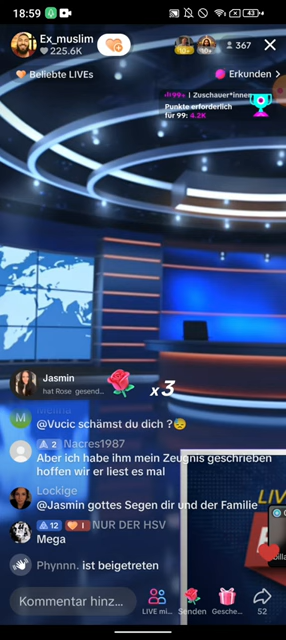 18:59
43
Ex_muslim
225.6K
367
Beliebte LIVEs
Erkunden >
99+ | Zuschauer*innen
Punkte erforderlich
für 99: 4.2K
Jasmin
hat Rose gesend...
x3
M
@Vucic schämst du dich ?😔
2 Nacres1987
Aber ich habe ihm mein Zeugnis geschrieben
hoffen wir er liest es mal
Lockige
@Jasmin gottes Segen dir und der Familie
12 I NUR DER HSV
Mega
Phynnn. ist beigetreten
LIV
Kommentar hinz...
LIVE mi...
Senden
Gesche...
52